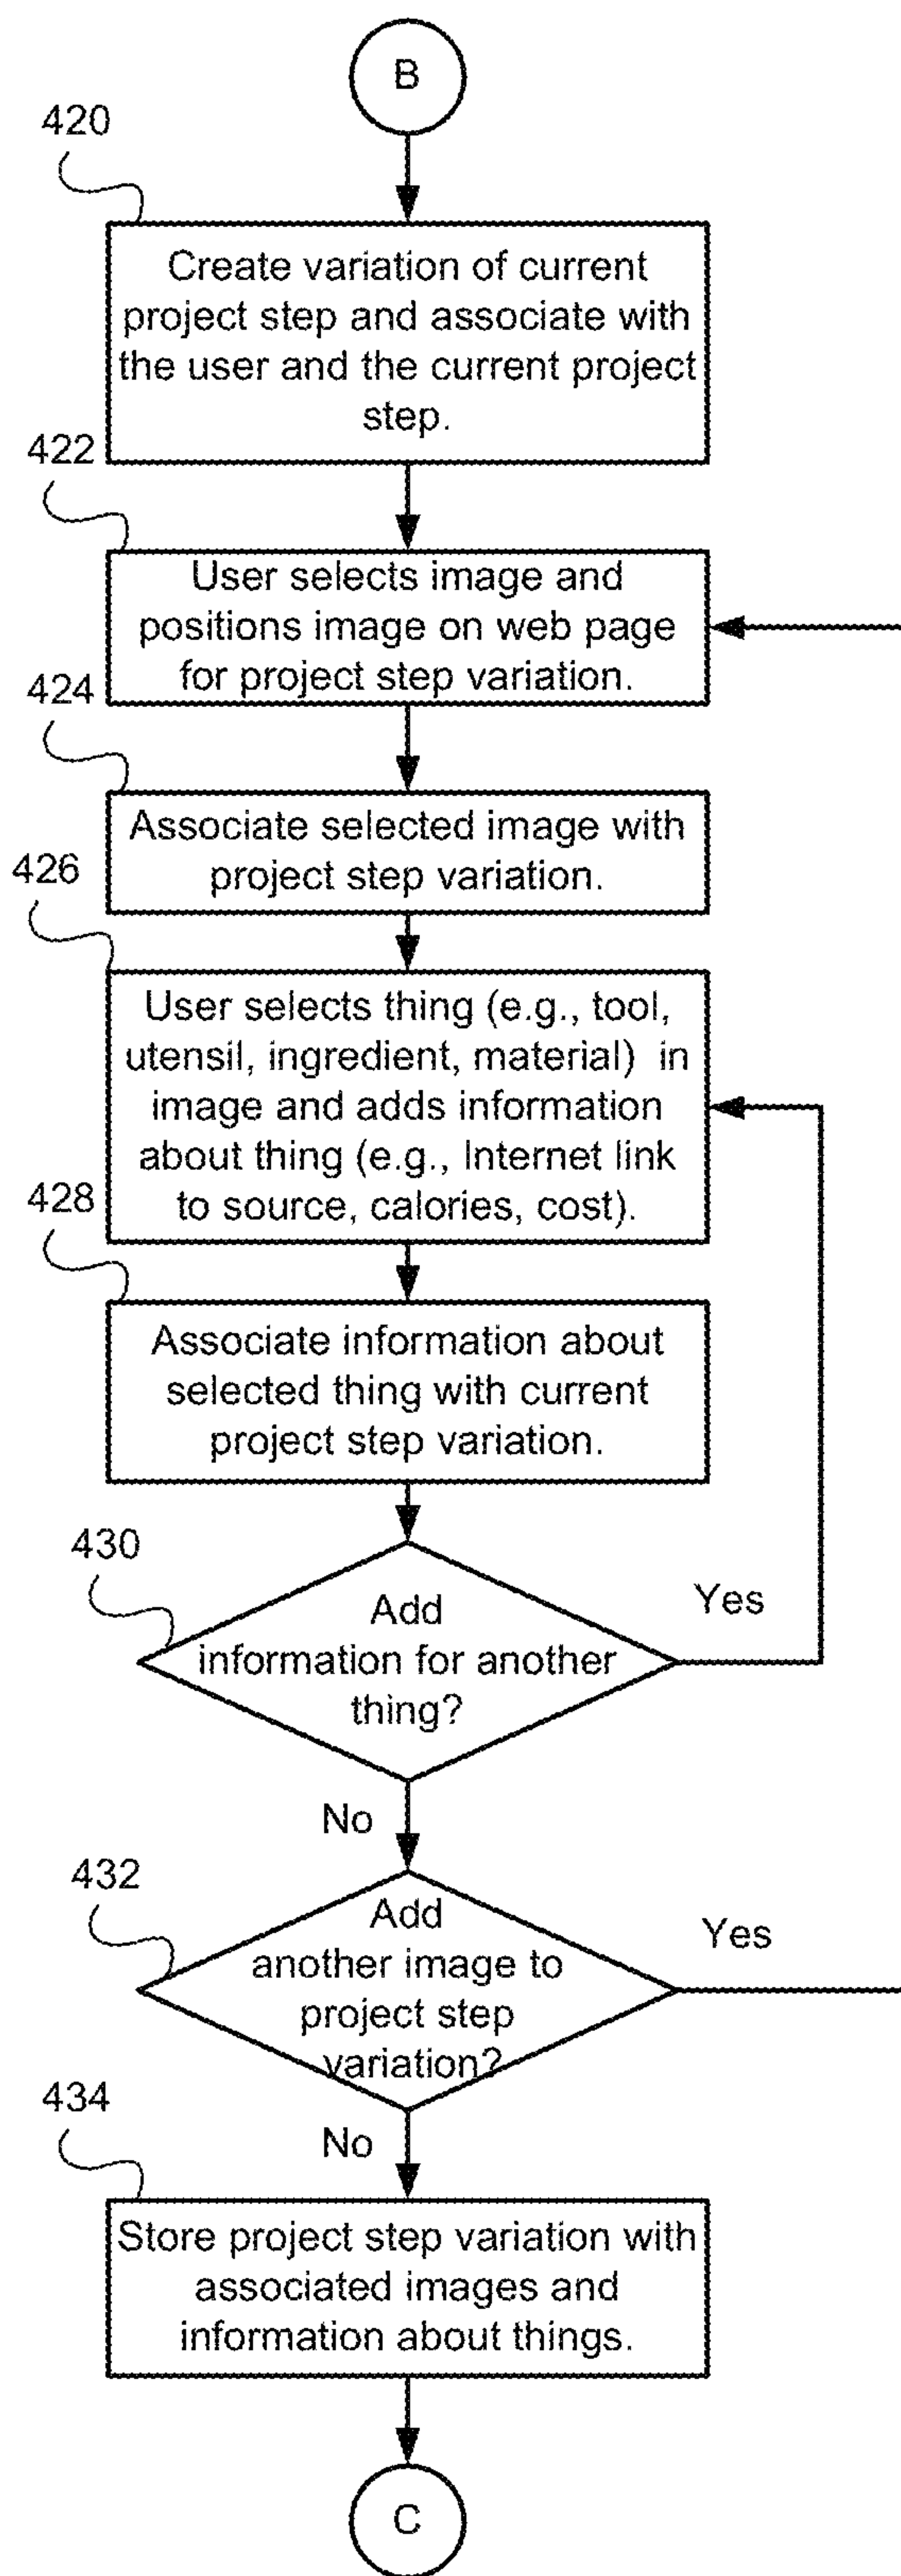 B
420
Create variation of current
project step and associate with
the user and the current project
step.
422
User selects image and
positions image on web page
for project step variation.
424
Associate selected image with
project step variation.
426
User selects thing (e.g., tool,
utensil, ingredient, material) in
image and adds information
about thing (e.g., Internet link
to source, calories, cost).
428
Associate information about
selected thing with current
project step variation.
430
Add
information for another
thing?
Yes
No
432
Add
another image to
project step
variation?
Yes
No
434
Store project step variation with
associated images and
information about things.
C